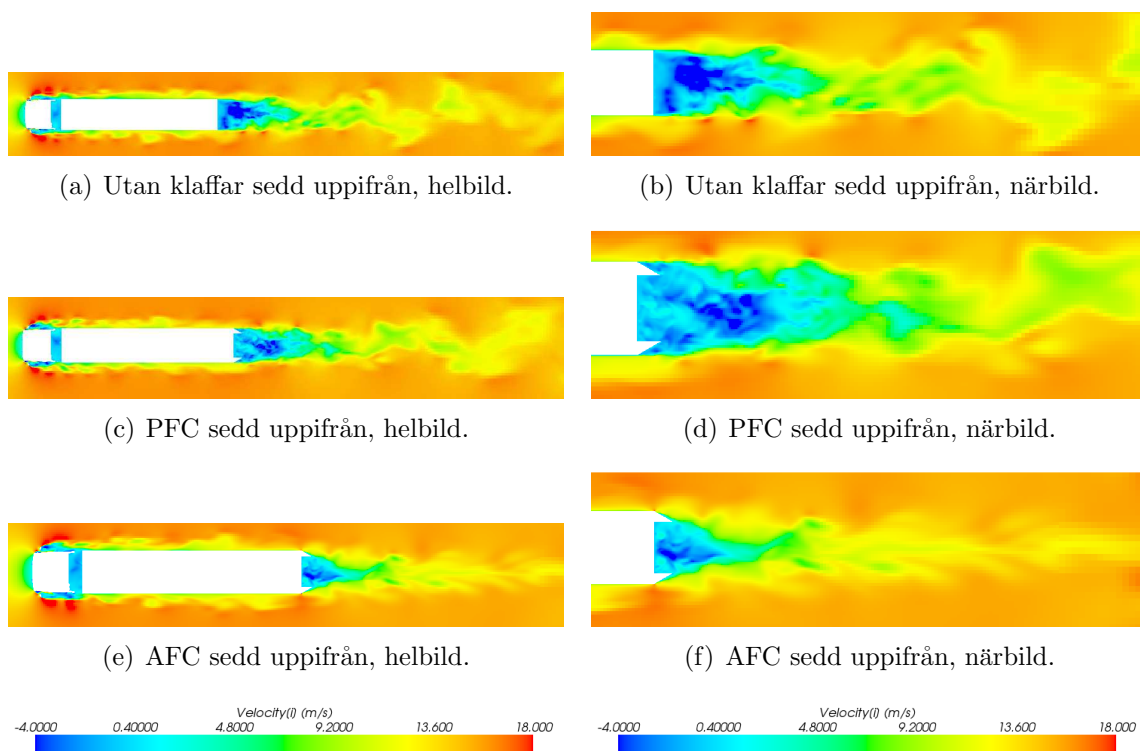 (a) Utan klaffar sedd uppifrån, helbild.
(b) Utan klaffar sedd uppifrån, närbild.
(c) PFC sedd uppifrån, helbild.
(d) PFC sedd uppifrån, närbild.
(e) AFC sedd uppifrån, helbild.
(f) AFC sedd uppifrån, närbild.
Velocity[i] (m/s)
-4.0000 0.40000 4.8000 9.2000 13.600 18.000
Velocity[i] (m/s)
-4.0000 0.40000 4.8000 9.2000 13.600 18.000